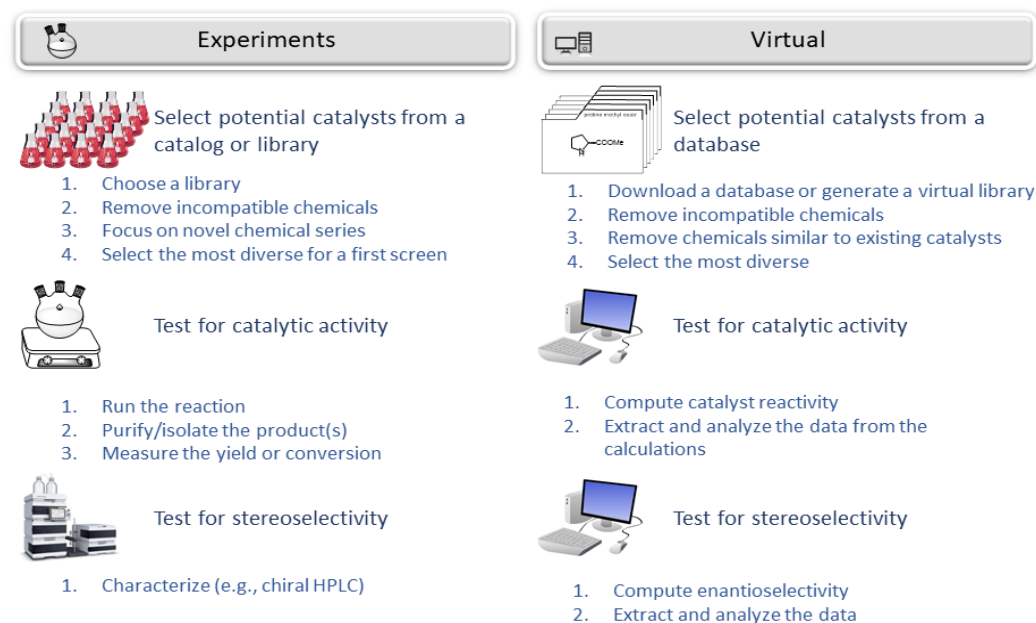 Experiments
Select potential catalysts from a
catalog or library
1. Choose a library
2. Remove incompatible chemicals
3. Focus on novel chemical series
4. Select the most diverse for a first screen
Test for catalytic activity
1. Run the reaction
2. Purify/isolate the product(s)
3. Measure the yield or conversion
Test for stereoselectivity
1. Characterize (e.g., chiral HPLC)
Virtual
proline methyl ester
COOMe
N
H
Select potential catalysts from a
database
1. Download a database or generate a virtual library
2. Remove incompatible chemicals
3. Remove chemicals similar to existing catalysts
4. Select the most diverse
Test for catalytic activity
1. Compute catalyst reactivity
2. Extract and analyze the data from the
calculations
Test for stereoselectivity
1. Compute enantioselectivity
2. Extract and analyze the data